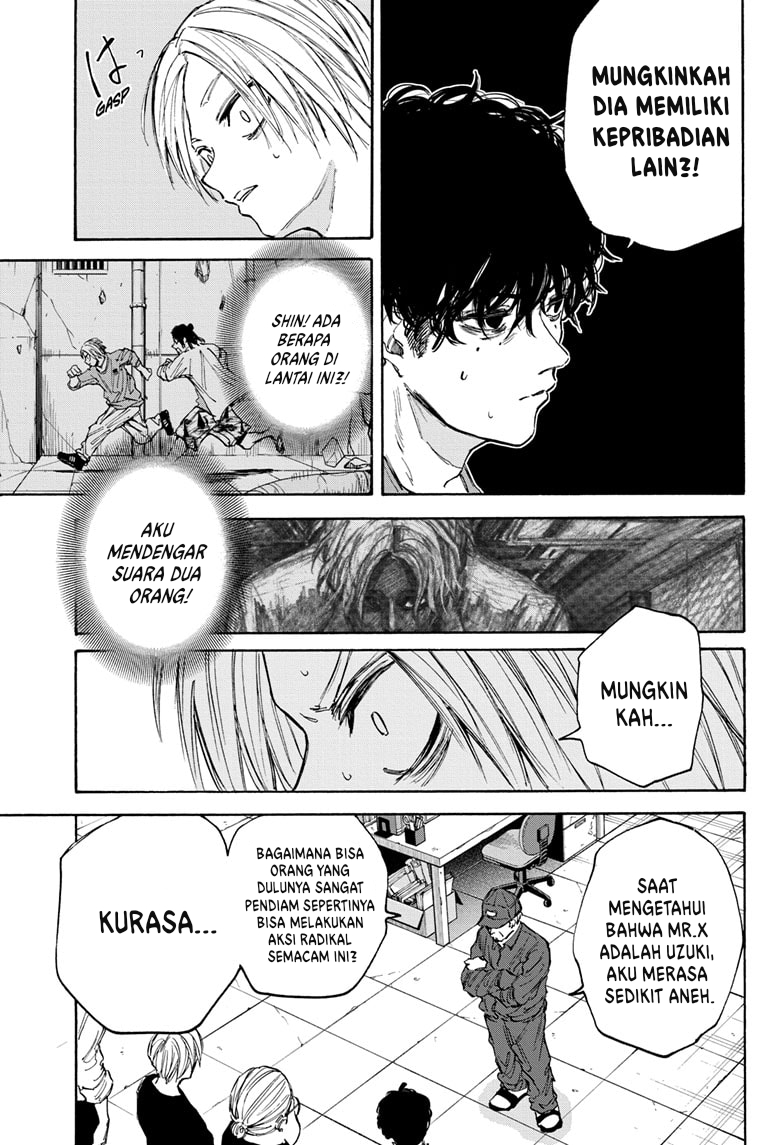 MUNGKINKAH
DIA MEMILIKI
KEPRIBADIAN
LAIN?!
はっ
GASP
SHIN! ADA
BERAPA
ORANG DI
LANTAI INI?!
AKU
MENDENGAR
SUARA DUA
ORANG!
MUNGKIN
KAH...
SAAT
MENGETAHUI
BAHWA MR.X
ADALAH UZUKI,
AKU MERASA
SEDIKIT ANEH.
BAGAIMANA BISA
ORANG YANG
DULUNYA SANGAT
PENDIAM SEPERTINYA
BISA MELAKUKAN
AKSI RADIKAL
SEMACAM INI?
KURASA...